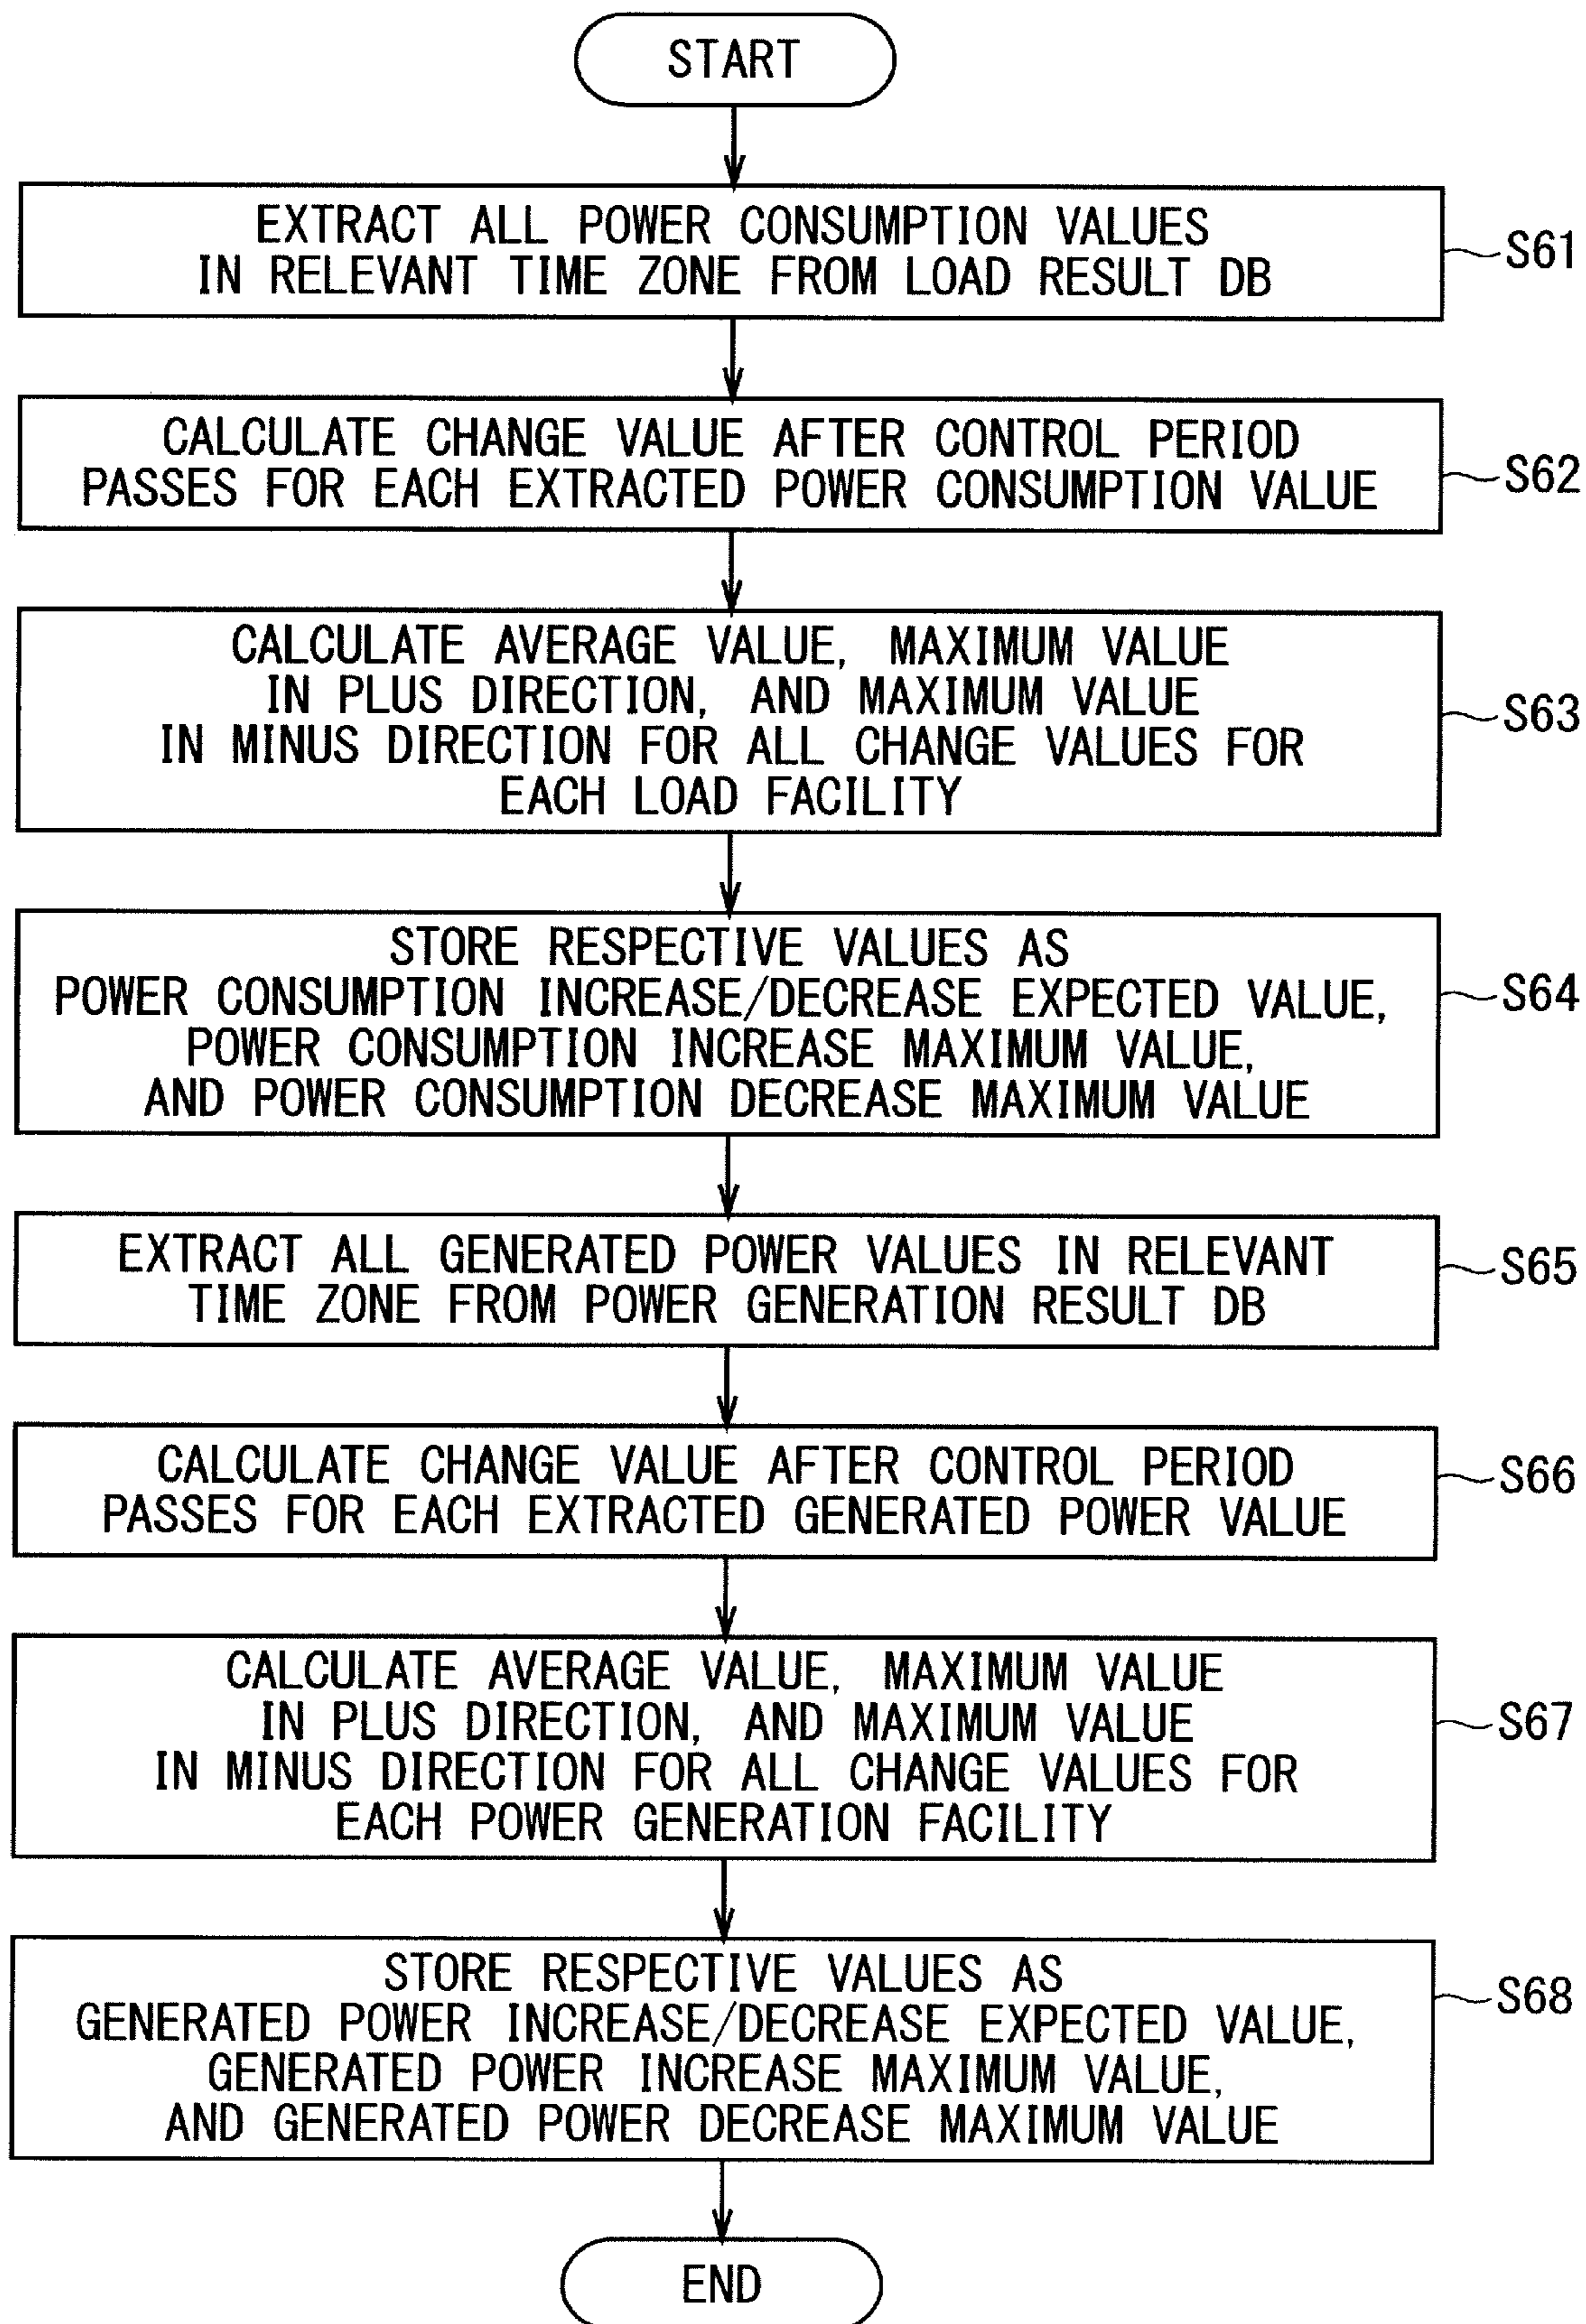 START
EXTRACT ALL POWER CONSUMPTION VALUES
IN RELEVANT TIME ZONE FROM LOAD RESULT DB
S61
CALCULATE CHANGE VALUE AFTER CONTROL PERIOD
PASSES FOR EACH EXTRACTED POWER CONSUMPTION VALUE
S62
CALCULATE AVERAGE VALUE, MAXIMUM VALUE
IN PLUS DIRECTION, AND MAXIMUM VALUE
IN MINUS DIRECTION FOR ALL CHANGE VALUES FOR
EACH LOAD FACILITY
S63
STORE RESPECTIVE VALUES AS
POWER CONSUMPTION INCREASE/DECREASE EXPECTED VALUE,
POWER CONSUMPTION INCREASE MAXIMUM VALUE,
AND POWER CONSUMPTION DECREASE MAXIMUM VALUE
S64
EXTRACT ALL GENERATED POWER VALUES IN RELEVANT
TIME ZONE FROM POWER GENERATION RESULT DB
S65
CALCULATE CHANGE VALUE AFTER CONTROL PERIOD
PASSES FOR EACH EXTRACTED GENERATED POWER VALUE
S66
CALCULATE AVERAGE VALUE, MAXIMUM VALUE
IN PLUS DIRECTION, AND MAXIMUM VALUE
IN MINUS DIRECTION FOR ALL CHANGE VALUES FOR
EACH POWER GENERATION FACILITY
S67
STORE RESPECTIVE VALUES AS
GENERATED POWER INCREASE/DECREASE EXPECTED VALUE,
GENERATED POWER INCREASE MAXIMUM VALUE,
AND GENERATED POWER DECREASE MAXIMUM VALUE
S68
END